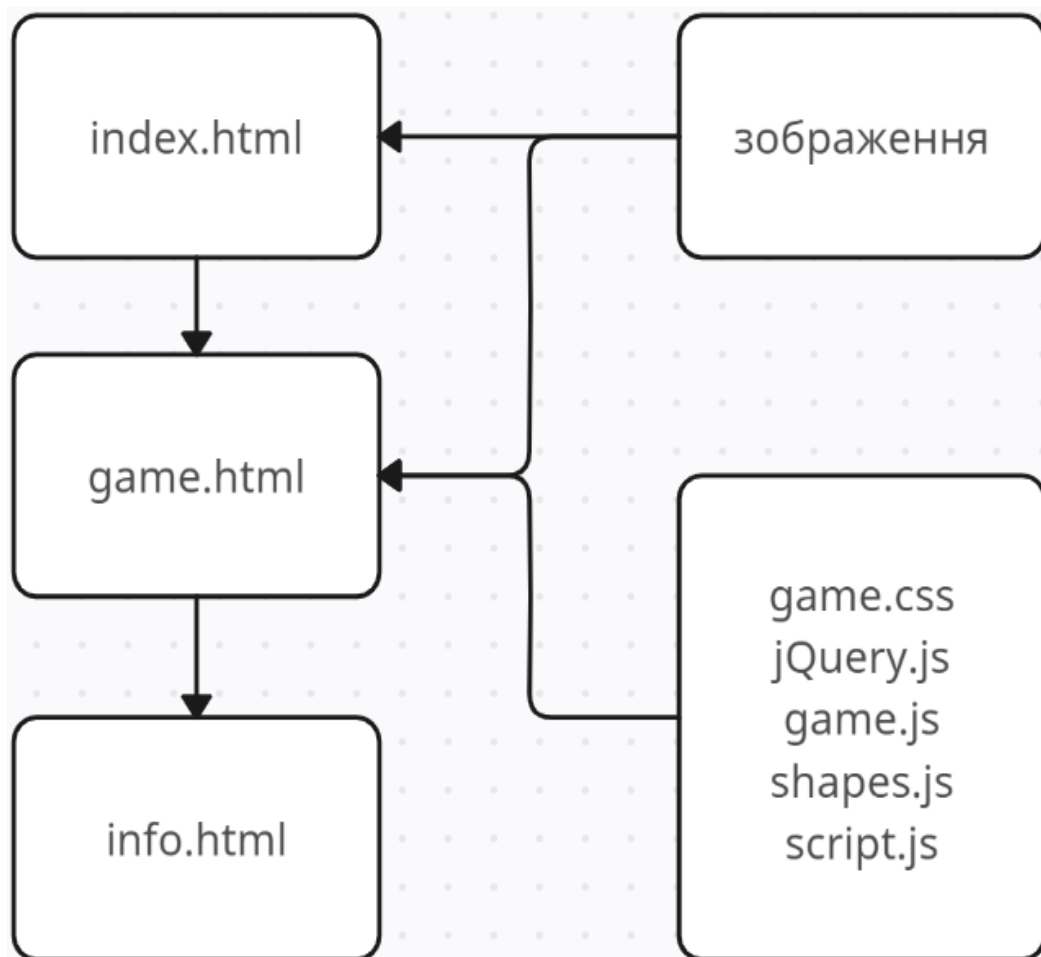 index.html
зображення
game.html
game.css
jQuery.js
game.js
shapes.js
script.js
info.html